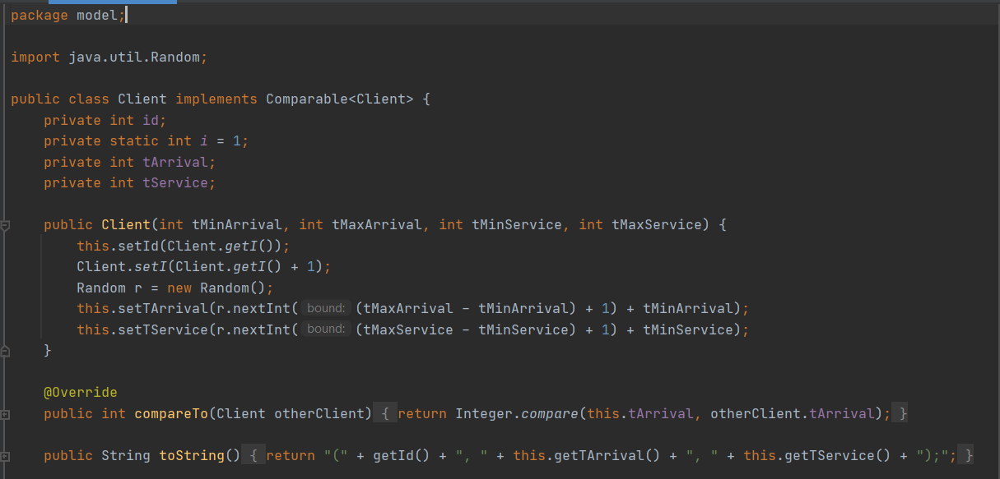 package model;
import java.util.Random;
public class Client implements Comparable<Client> {
private int id;
private static int i = 1;
private int tArrival;
private int tService;
public Client(int tMinArrival, int tMaxArrival, int tMinService, int tMaxService) {
this.setId(Client.getI());
Client.setI(Client.getI() + 1);
Random r = new Random();
this.setTArrival(r.nextInt( bound: (tMaxArrival - tMinArrival) + 1) + tMinArrival);
this.setTService(r.nextInt( bound: (tMaxService - tMinService) + 1) + tMinService);
}
@Override
public int compareTo(Client otherClient) { return Integer.compare(this.tArrival, otherClient.tArrival); }
public String toString() { return "(" + getId() + ", " + this.getTArrival() + ", " + this.getTService() + ");"; }